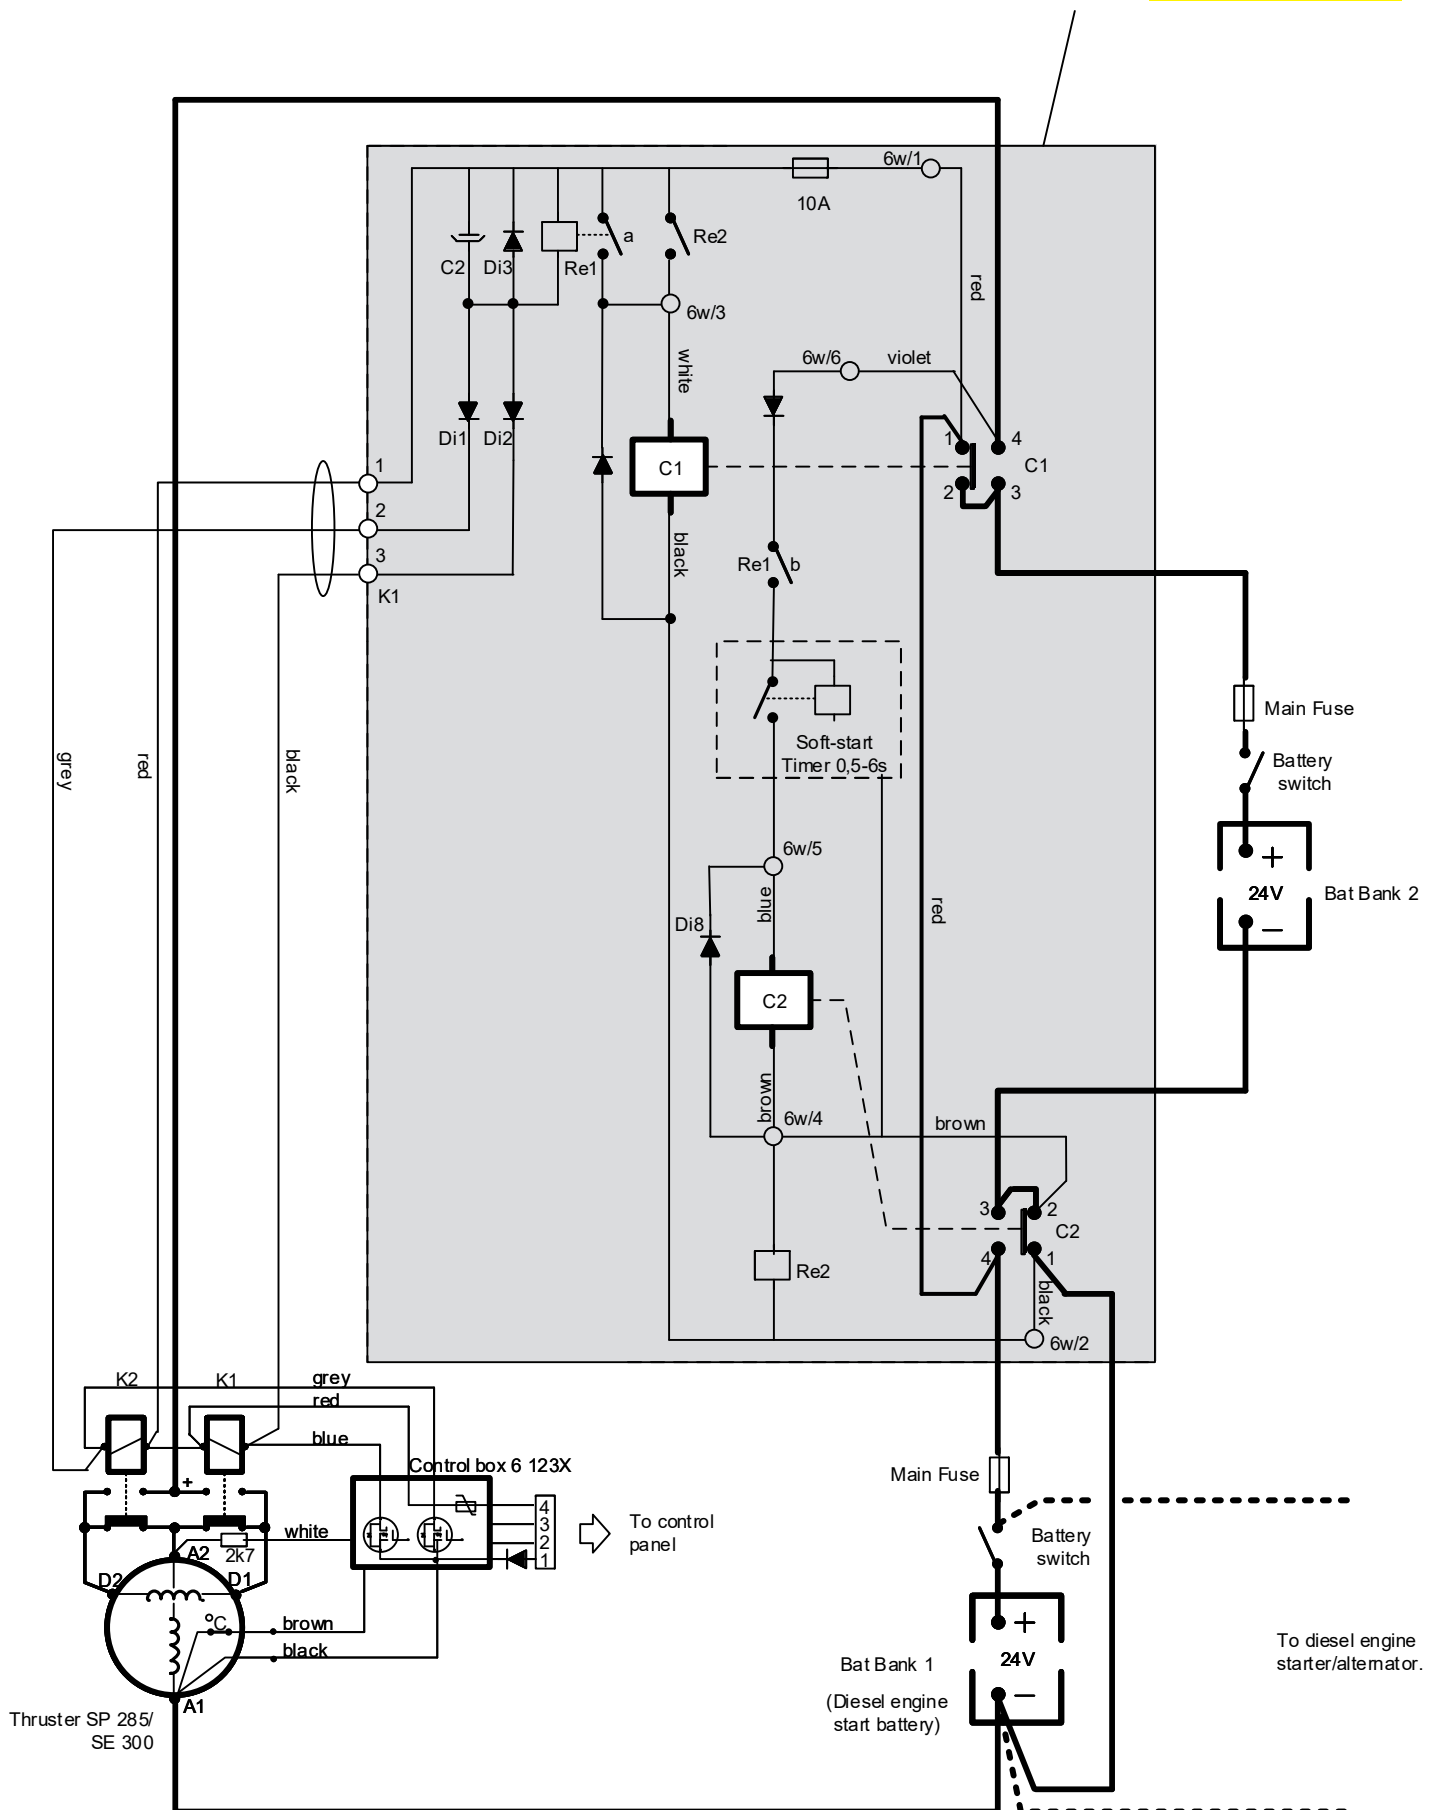 6w/1
10A
a
Re2
C2
Di3
Re1
red
6w/3
6w/6
violet
white
Di1
Di2
1
4
C1
C1
2
3
1
2
3
K1
black
Re1
b
Main Fuse
Soft-start
Timer 0,5-6s
Battery
switch
grey
red
black
6w/5
+
24V
Bat Bank 2
–
blue
red
Di8
C2
brown
6w/4
brown
3
2
C2
4
1
Re2
black
6w/2
K2
K1
grey
red
blue
Control box 6 123X
Main Fuse
+
4
3
2
1
To control
panel
white
2k7
Battery
switch
A2
D2
D1
°C
brown
black
+
24V
–
Bat Bank 1
(Diesel engine
start battery)
To diesel engine
starter/alternator.
A1
Thruster SP 285/
SE 300